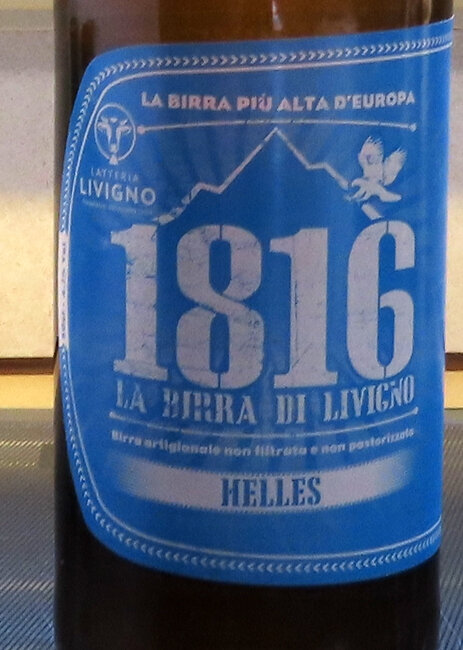 LA BIRRA PIÙ ALTA D'EUROPA
LATTERIA
LIVIGNO
1816
LA BIRRA DI LIVIGNO
Birra artigianale non filtrata e non pastorizzata
HELLES